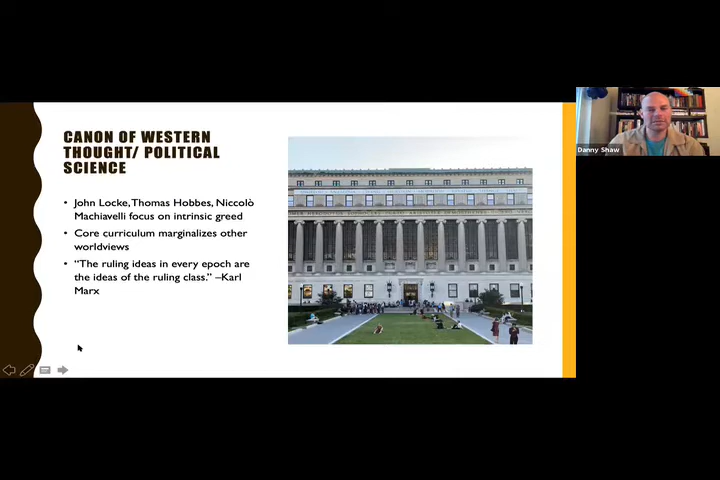 CANON OF WESTERN
THOUGHT/ POLITICAL
SCIENCE
• John Locke, Thomas Hobbes, Niccolò
Machiavelli focus on intrinsic greed
• Core curriculum marginalizes other
worldviews
• “The ruling ideas in every epoch are
the ideas of the ruling class.” –Karl
Marx
Danny Shaw